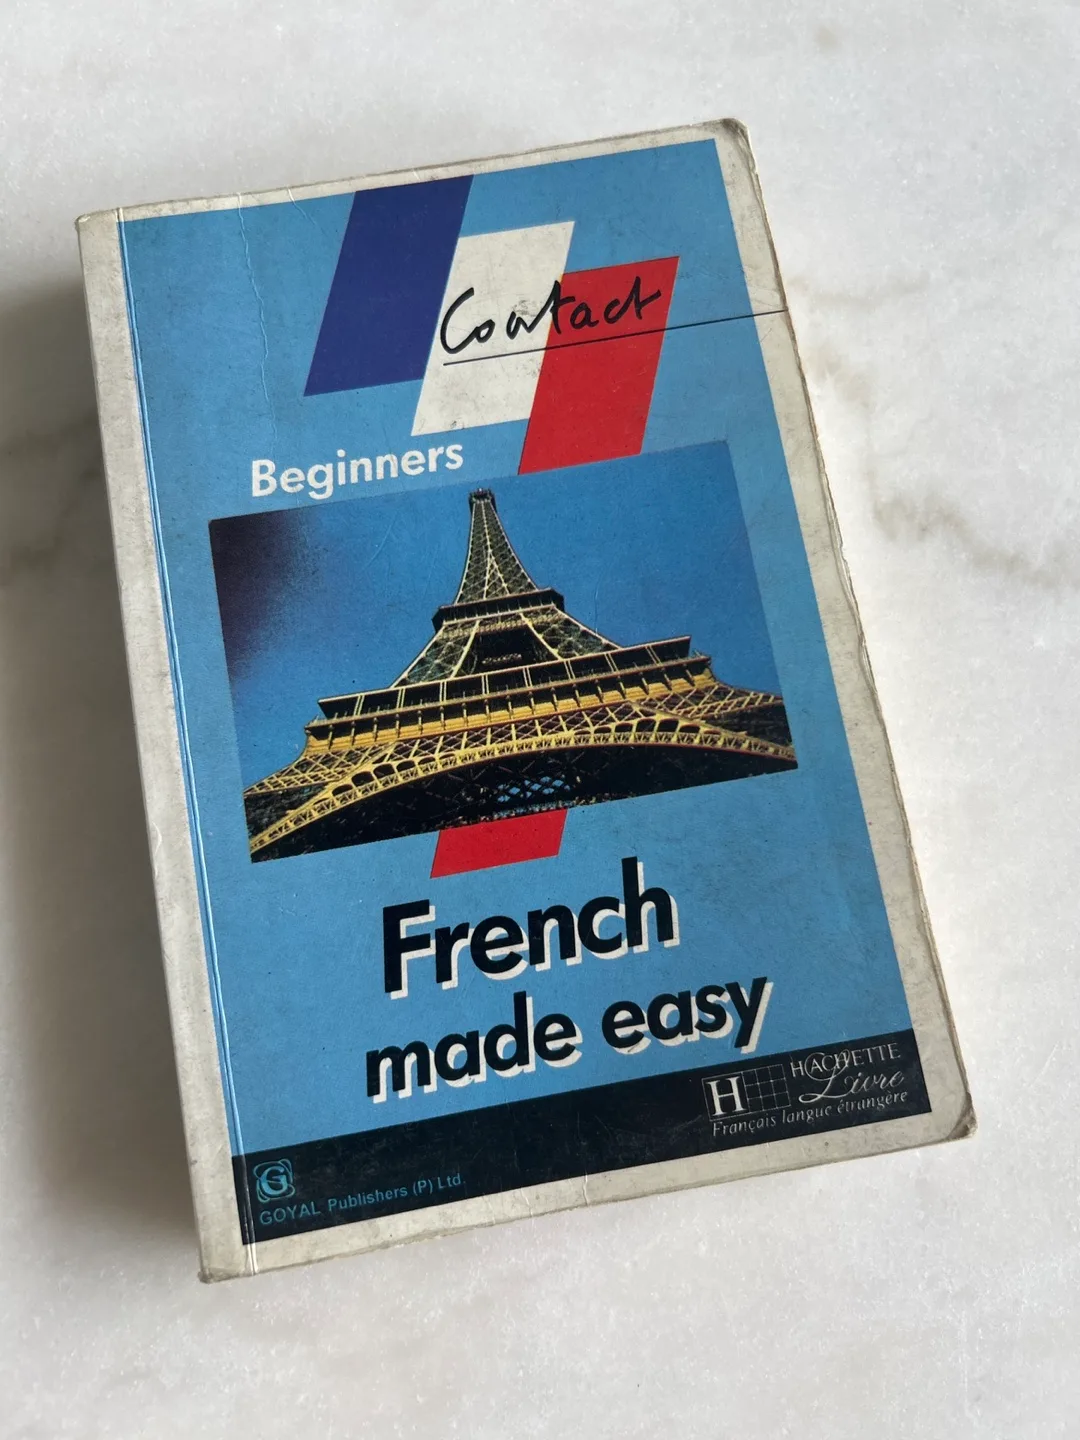 Contact
Beginners
French
made easy
H
HACHETTE
Livre
Français langue étrangère
G
GOYAL Publishers (P) Ltd.